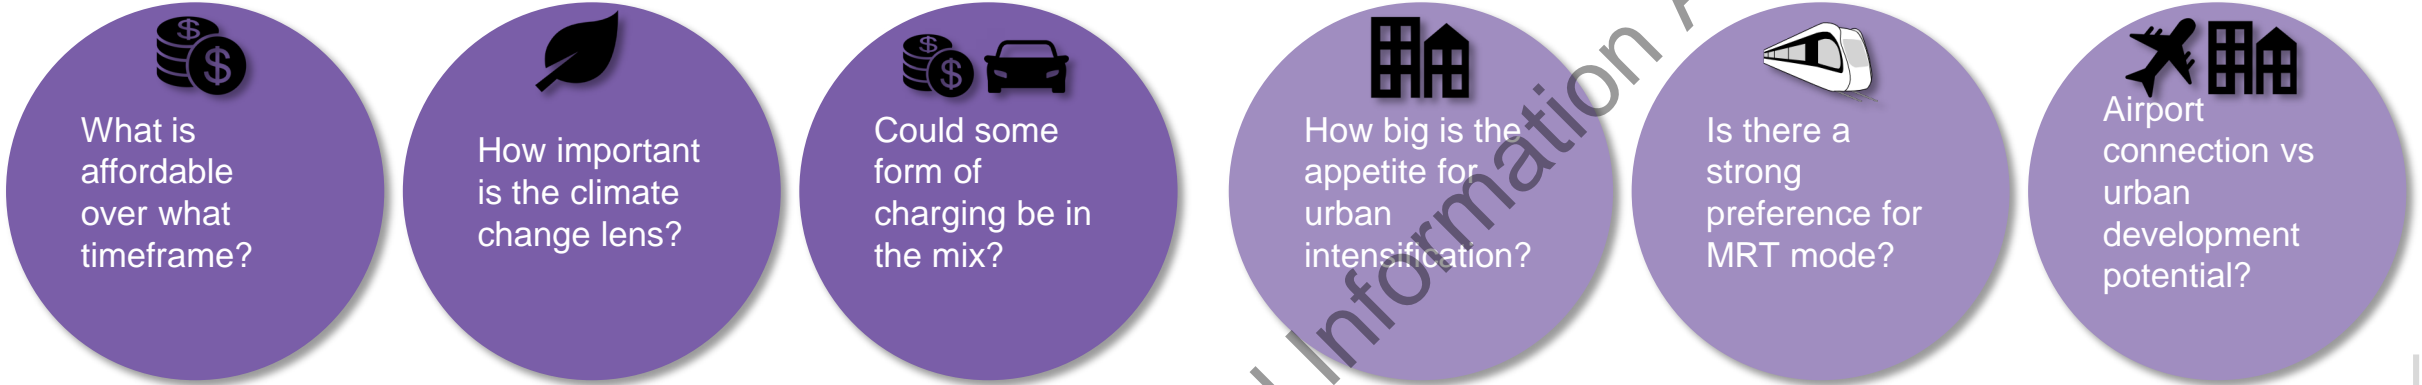 What is
affordable
over what
timeframe?
How important
is the climate
change lens?
Could some
form of
charging be in
the mix?
How big is the
appetite for
urban
intensification?
Is there a
strong
preference for
MRT mode?
Airport
connection vs
urban
development
potential?
Information